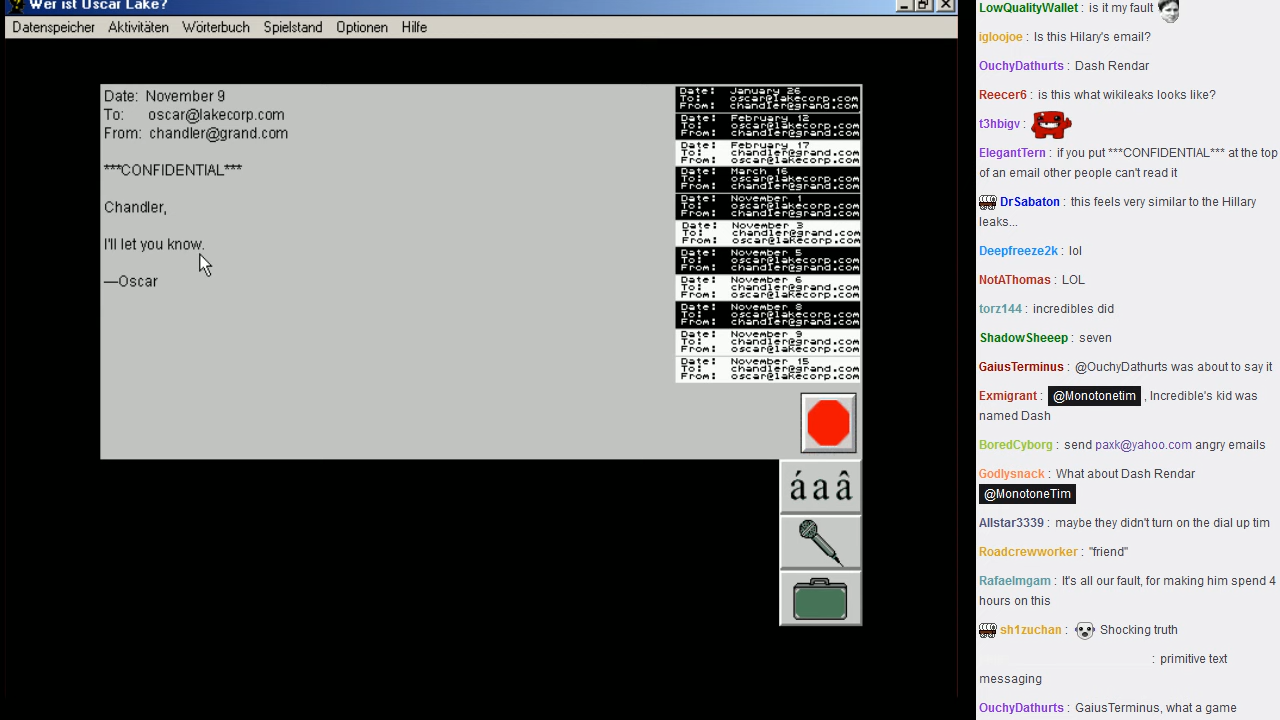 Wer ist Oscar Lake?
Datenspeicher Aktivitäten Wörterbuch Spielstand Optionen Hilfe
Date: November 9
To: oscar@lakecorp.com
From: chandler@grand.com
***CONFIDENTIAL***
Chandler,
I'll let you know.
—Oscar
Date: January 26
To: oscar@lakecorp.com
From: chandler@grand.com
Date: February 12
To: oscar@lakecorp.com
From: chandler@grand.com
Date: February 17
To: chandler@grand.com
From: oscar@lakecorp.com
Date: March 16
To: oscar@lakecorp.com
From: chandler@grand.com
Date: November 1
To: oscar@lakecorp.com
From: chandler@grand.com
Date: November 3
To: chandler@grand.com
From: oscar@lakecorp.com
Date: November 5
To: oscar@lakecorp.com
From: chandler@grand.com
Date: November 6
To: chandler@grand.com
From: oscar@lakecorp.com
Date: November 8
To: oscar@lakecorp.com
From: chandler@grand.com
Date: November 9
To: chandler@grand.com
From: oscar@lakecorp.com
Date: November 15
To: chandler@grand.com
From: oscar@lakecorp.com
á a â
LowQualityWallet : is it my fault
igloojoe : Is this Hilary's email?
OuchyDathurts : Dash Rendar
Reecer6 : is this what wikileaks looks like?
t3hbigv :
ElegantTern : if you put ***CONFIDENTIAL*** at the top
of an email other people can't read it
DrSabaton : this feels very similar to the Hillary
leaks...
Deepfreeze2k : lol
NotAThomas : LOL
torz144 : incredibles did
ShadowSheeep : seven
GaiusTerminus : @OuchyDathurts was about to say it
Exmigrant : @Monotonetim , Incredible's kid was
named Dash
BoredCyborg : send paxk@yahoo.com angry emails
Godlysnack : What about Dash Rendar
@MonotoneTim
Allstar3339 : maybe they didn't turn on the dial up tim
Roadcrewworker : "friend"
Rafaelmgam : It's all our fault, for making him spend 4
hours on this
sh1zuchan : Shocking truth
: primitive text
messaging
OuchyDathurts : GaiusTerminus, what a game